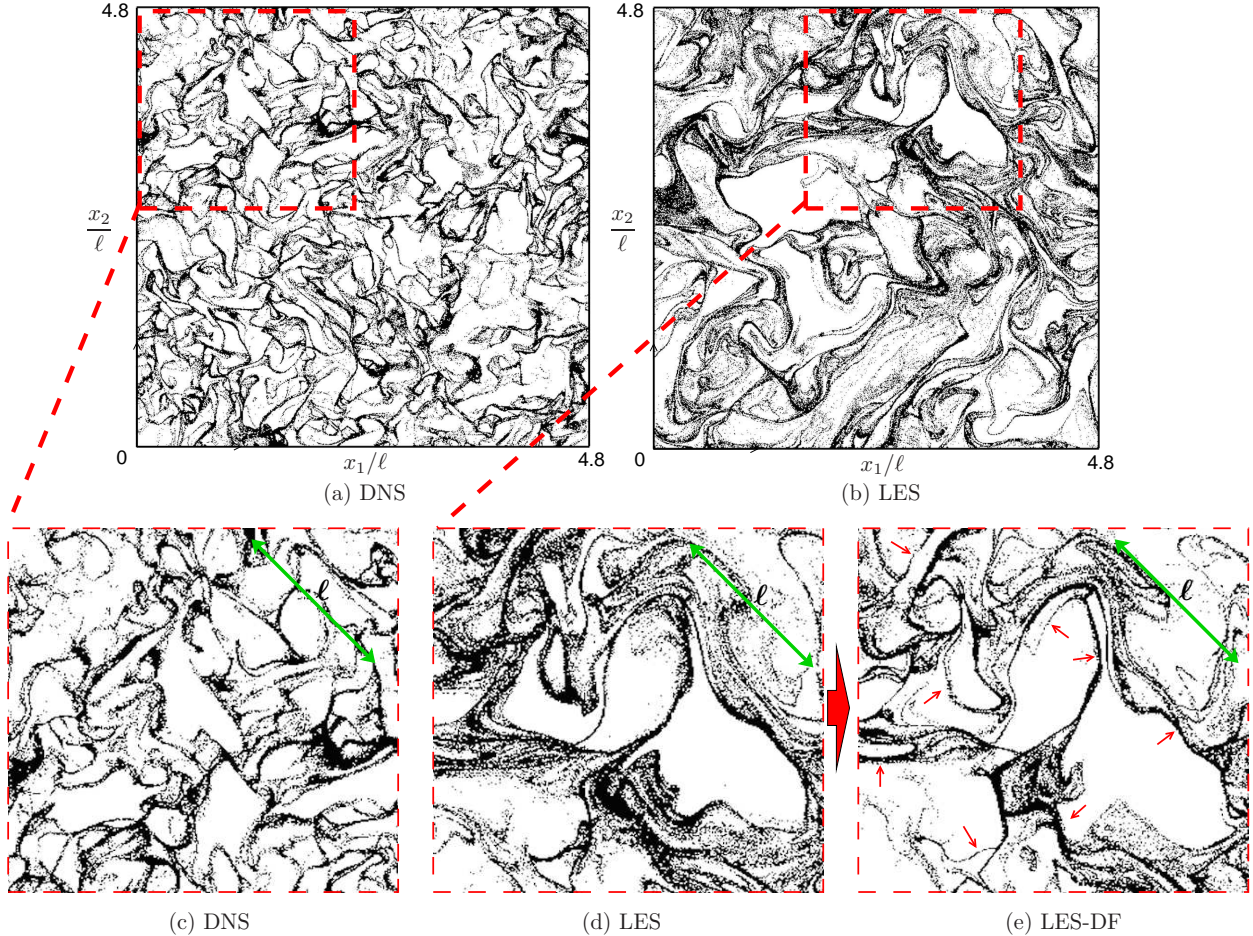 4.8
4.8
x₂/ℓ
x₂/ℓ
0
x₁/ℓ
4.8
0
x₁/ℓ
4.8
(a) DNS
(b) LES
ℓ
ℓ
ℓ
(c) DNS
(d) LES
(e) LES-DF